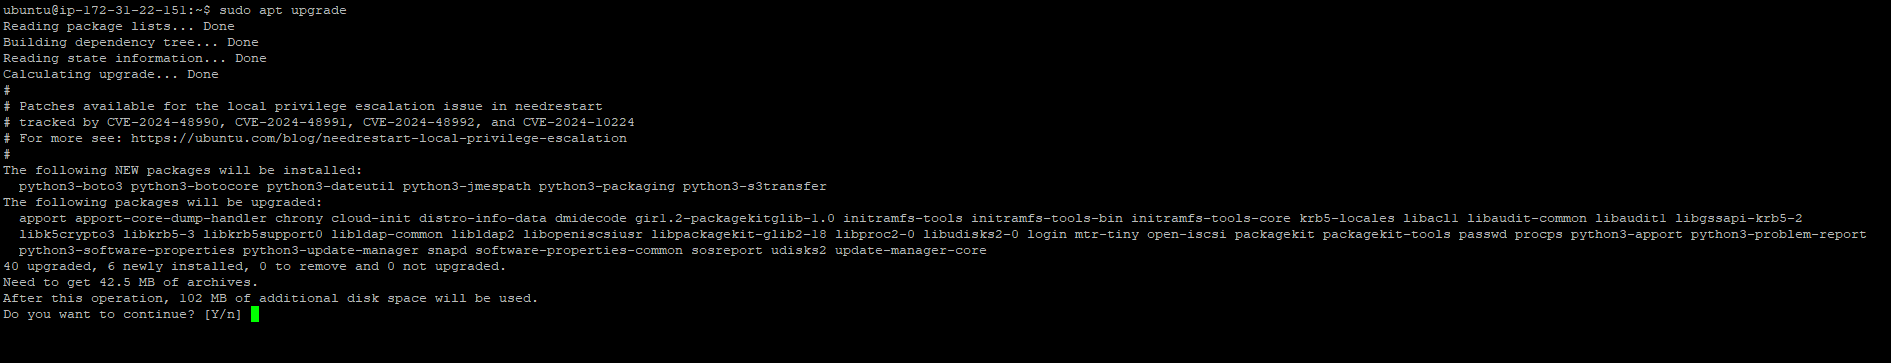 ubuntu@ip-172-31-22-151:~$ sudo apt upgrade
Reading package lists... Done
Building dependency tree... Done
Reading state information... Done
Calculating upgrade... Done
#
# Patches available for the local privilege escalation issue in needrestart
# tracked by CVE-2024-48990, CVE-2024-48991, CVE-2024-48992, and CVE-2024-10224
# For more see: https://ubuntu.com/blog/needrestart-local-privilege-escalation
#
The following NEW packages will be installed:
  python3-boto3 python3-botocore python3-dateutil python3-jmespath python3-packaging python3-s3transfer
The following packages will be upgraded:
  apport apport-core-dump-handler chrony cloud-init distro-info-data dmidecode gir1.2-packagekitglib-1.0 initramfs-tools initramfs-tools-bin initramfs-tools-core krb5-locales libacl1 libaudit-common libaudit1 libgssapi-krb5-2
  libk5crypto3 libkrb5-3 libkrb5support0 libldap-common libldap2 libopeniscsiusr libpackagekit-glib2-18 libproc2-0 libudisks2-0 login mtr-tiny open-iscsi packagekit packagekit-tools passwd procps python3-apport python3-problem-report
  python3-software-properties python3-update-manager snapd software-properties-common sosreport udisks2 update-manager-core
40 upgraded, 6 newly installed, 0 to remove and 0 not upgraded.
Need to get 42.5 MB of archives.
After this operation, 102 MB of additional disk space will be used.
Do you want to continue? [Y/n]